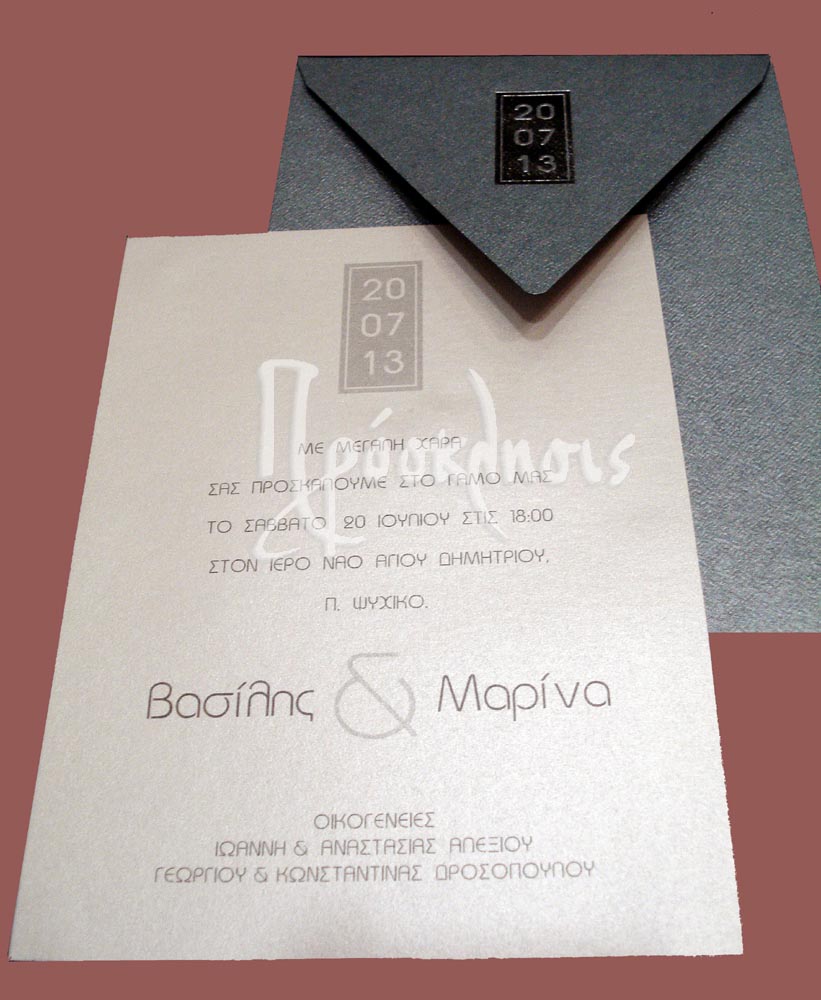 20
07
13
20
07
13
Πρόσκλησις
ΜΕ ΜΕΓΑΛΗ ΧΑΡΑ
ΣΑΣ ΠΡΟΣΚΑΛΟΥΜΕ ΣΤΟ ΓΑΜΟ ΜΑΣ
ΤΟ ΣΑΒΒΑΤΟ 20 ΙΟΥΛΙΟΥ ΣΤΙΣ 18:00
ΣΤΟΝ ΙΕΡΟ ΝΑΟ ΑΓΙΟΥ ΔΗΜΗΤΡΙΟΥ,
Π. ΨΥΧΙΚΟ.
Βασίλης & Μαρίνα
ΟΙΚΟΓΕΝΕΙΕΣ
ΙΩΑΝΝΗ & ΑΝΑΣΤΑΣΙΑΣ ΑΛΕΞΙΟΥ
ΓΕΩΡΓΙΟΥ & ΚΩΝΣΤΑΝΤΙΝΑΣ ΔΡΟΣΟΠΟΥΛΟΥ